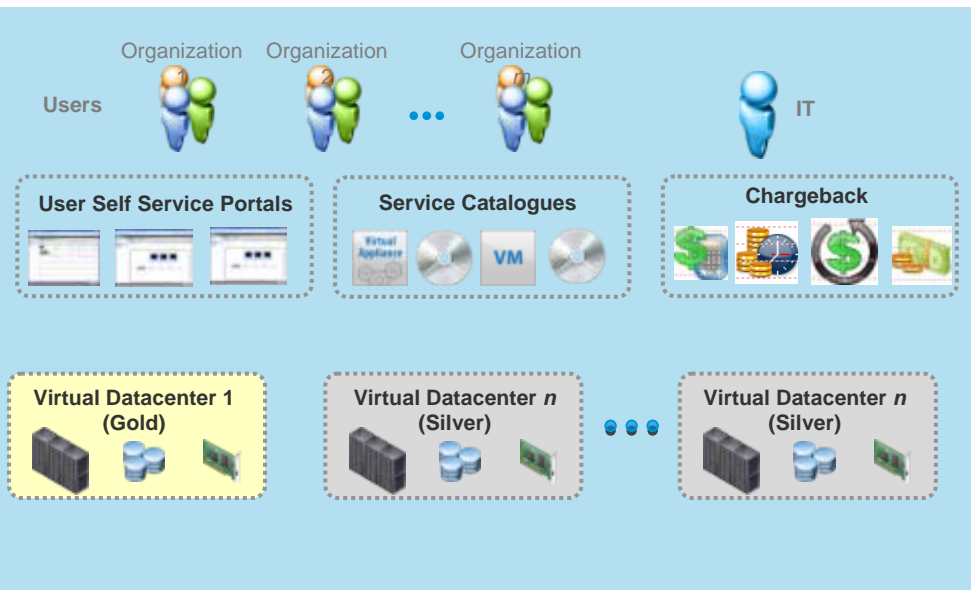 Organization Organization Organization
1 2 m
Users
IT
User Self Service Portals
Service Catalogues
Chargeback
Virtual
Appliance
VM
Virtual Datacenter 1
(Gold)
Virtual Datacenter n
(Silver)
Virtual Datacenter n
(Silver)